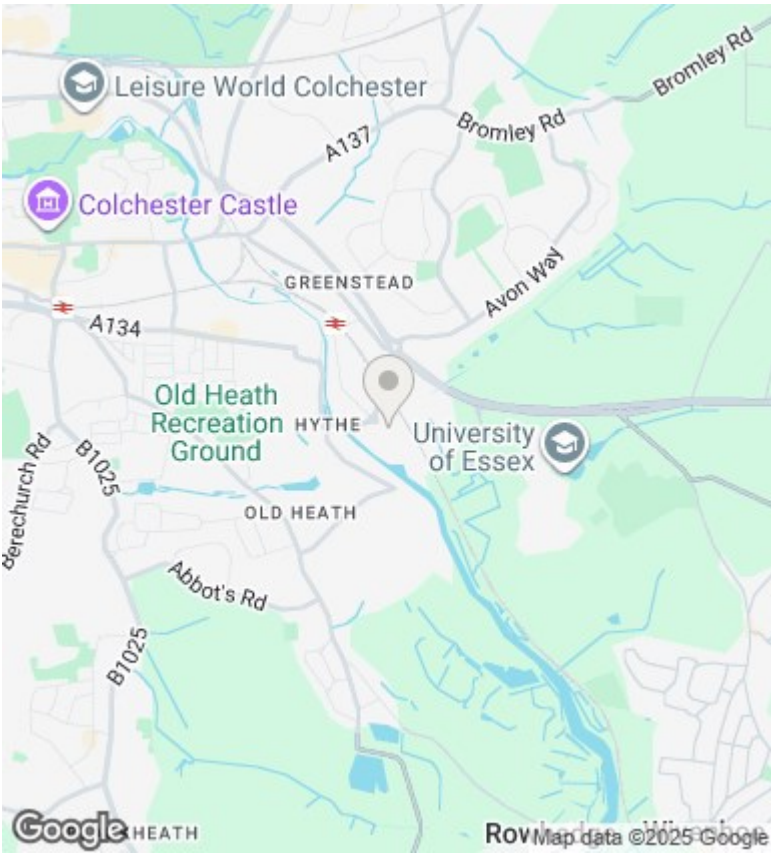 Bromley Rd
Leisure World Colchester
Bromley Rd
A137
Colchester Castle
GREENSTEAD
Avon Way
A134
Old Heath
Recreation
Ground
HYTHE
University
of Essex
B1025
Berechurch Rd
OLD HEATH
Abbot's Rd
B1025
Google
HEATH
Map data ©2025 Google